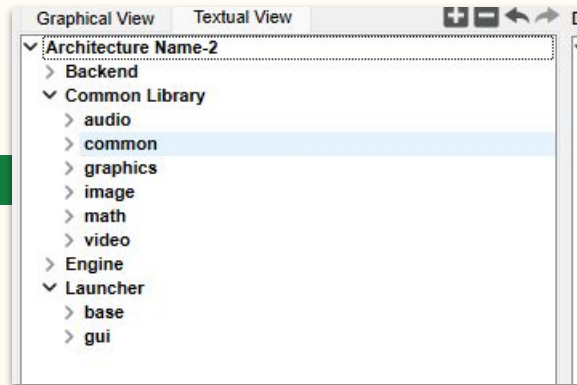 Graphical View Textual View D
Architecture Name-2
Backend
Common Library
audio
common
graphics
image
math
video
Engine
Launcher
base
gui